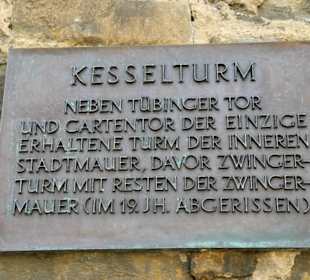 KESSELTURM
NEBEN TÜBINGER TOR
UND GARTENTOR DER EINZIGE
ERHALTENE TURM DER INNEREN
STADTMAUER, DAVOR ZWINGER-
TURM MIT RESTEN DER ZWINGER-
MAUER (IM 19. JH. ABGERISSEN)